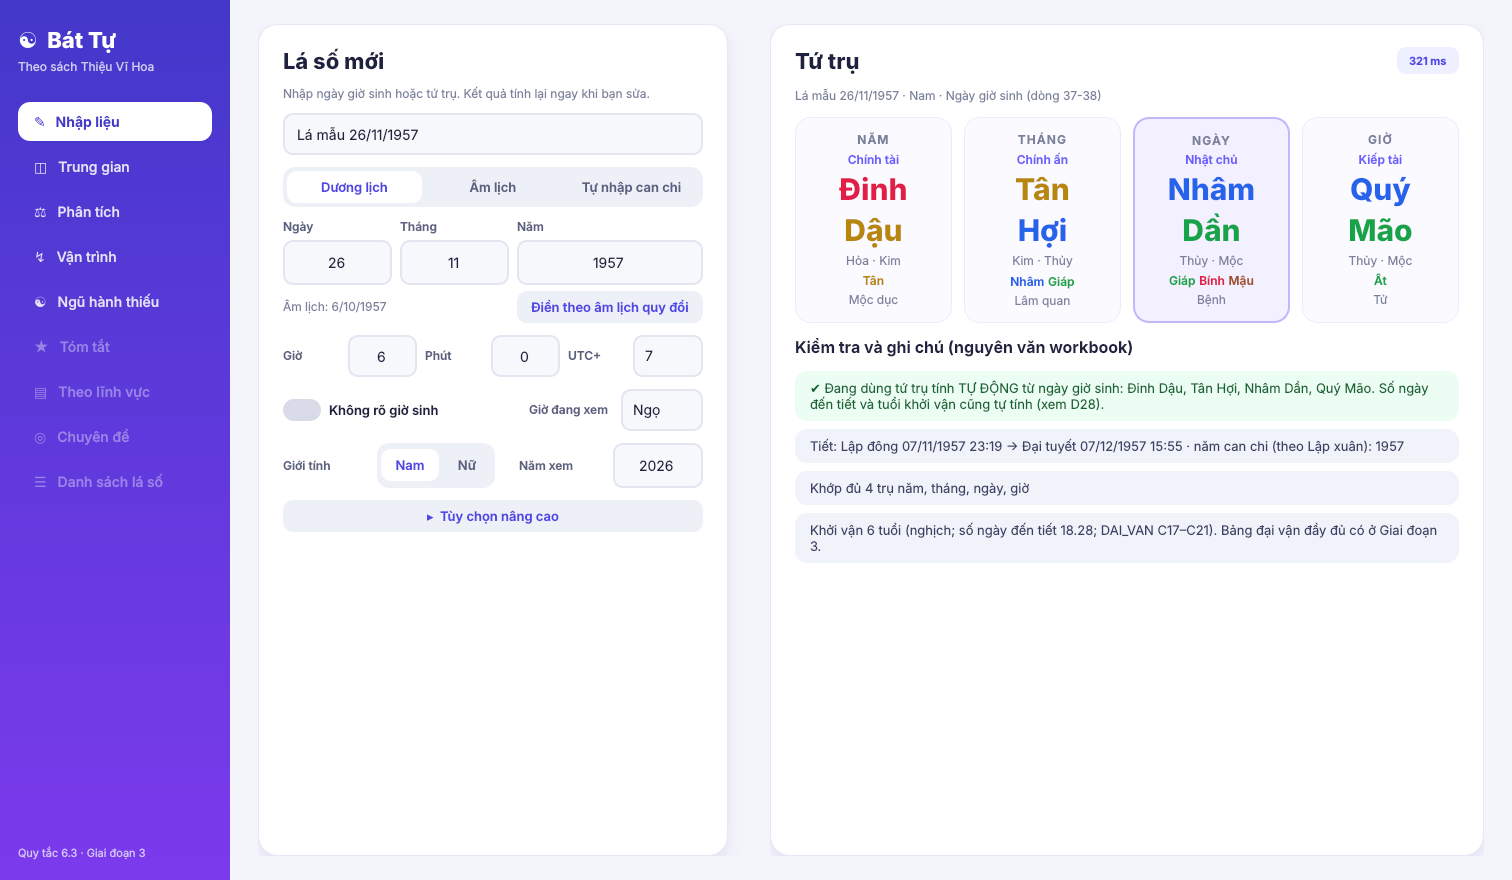 ☯ Bát Tự
Theo sách Thiệu Vĩ Hoa
✎ Nhập liệu
◫ Trung gian
⚖ Phân tích
↯ Vận trình
☯ Ngũ hành thiếu
★ Tóm tắt
▤ Theo lĩnh vực
◎ Chuyên đề
☰ Danh sách lá số
Quy tắc 6.3 · Giai đoạn 3
Lá số mới
Nhập ngày giờ sinh hoặc tứ trụ. Kết quả tính lại ngay khi bạn sửa.
Lá mẫu 26/11/1957
Dương lịch Âm lịch Tự nhập can chi
Ngày Tháng Năm
26 11 1957
Âm lịch: 6/10/1957 Điền theo âm lịch quy đổi
Giờ 6 Phút 0 UTC+ 7
Không rõ giờ sinh Giờ đang xem Ngọ
Giới tính Nam Nữ Năm xem 2026
▸ Tùy chọn nâng cao
Tứ trụ 321 ms
Lá mẫu 26/11/1957 · Nam · Ngày giờ sinh (dòng 37-38)
NĂM THÁNG NGÀY GIỜ
Chính tài Chính ấn Nhật chủ Kiếp tài
Đinh Tân Nhâm Quý
Dậu Hợi Dần Mão
Hỏa · Kim Kim · Thủy Thủy · Mộc Thủy · Mộc
Tân Nhâm Giáp Giáp Bính Mậu Ất
Mộc dục Lâm quan Bệnh Tử
Kiểm tra và ghi chú (nguyên văn workbook)
✔ Đang dùng tứ trụ tính TỰ ĐỘNG từ ngày giờ sinh: Đinh Dậu, Tân Hợi, Nhâm Dần, Quý Mão. Số ngày
đến tiết và tuổi khởi vận cũng tự tính (xem D28).
Tiết: Lập đông 07/11/1957 23:19 → Đại tuyết 07/12/1957 15:55 · năm can chi (theo Lập xuân): 1957
Khớp đủ 4 trụ năm, tháng, ngày, giờ
Khởi vận 6 tuổi (nghịch; số ngày đến tiết 18.28; DAI_VAN C17–C21). Bảng đại vận đầy đủ có ở Giai đoạn
3.